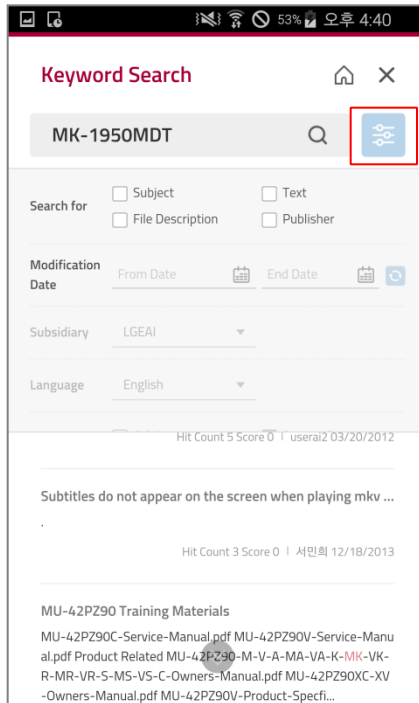 53% 오후 4:40
Keyword Search
MK-1950MDT
Search for
Subject
Text
File Description
Publisher
Modification
Date
From Date
End Date
Subsidiary
LGEAI
Language
English
Hit Count 5 Score 0 | userai2 03/20/2012
Subtitles do not appear on the screen when playing mkv ...
.
Hit Count 3 Score 0 | 서민희 12/18/2013
MU-42PZ90 Training Materials
MU-42PZ90C-Service-Manual.pdf MU-42PZ90V-Service-Manu
al.pdf Product Related MU-42PZ90-M-V-A-MA-VA-K-MK-VK-
R-MR-VR-S-MS-VS-C-Owners-Manual.pdf MU-42PZ90XC-XV
-Owners-Manual.pdf MU-42PZ90V-Product-Specfi...